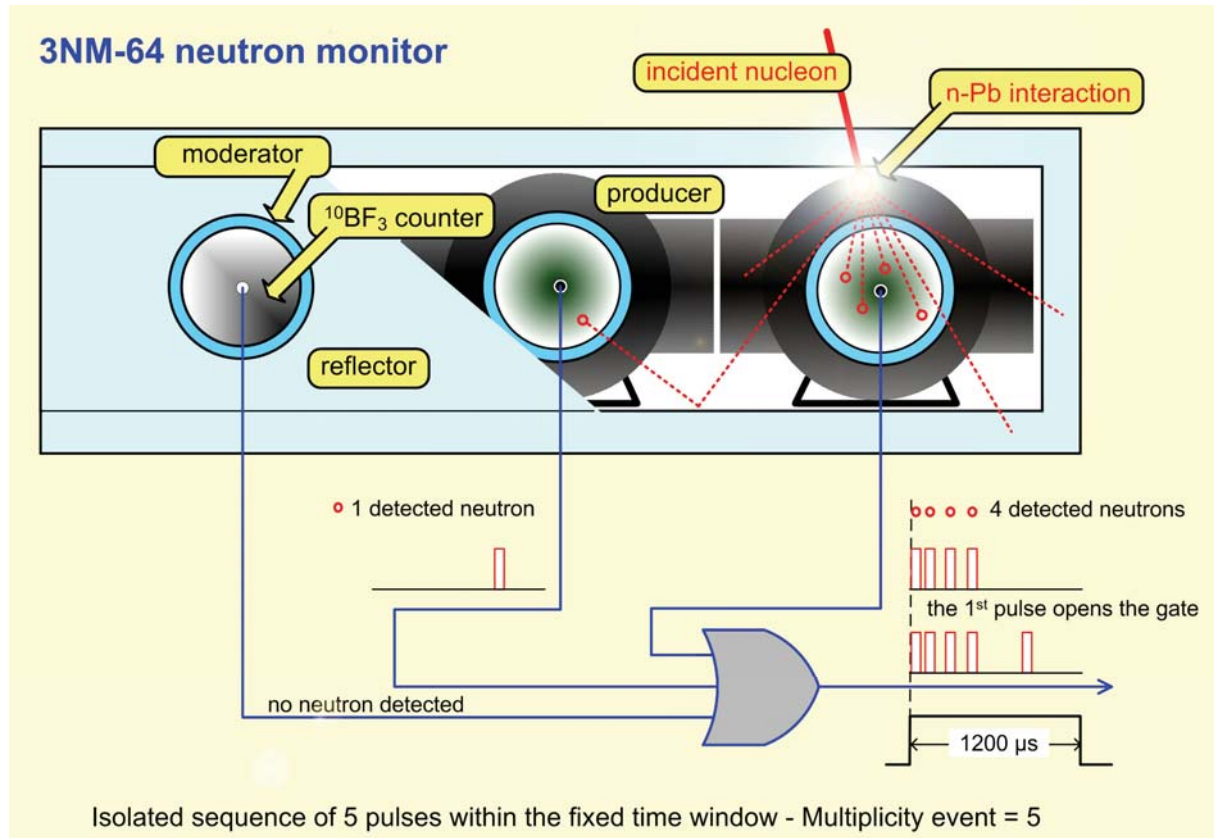 3NM-64 neutron monitor
incident nucleon
n-Pb interaction
moderator
¹⁰BF₃ counter
producer
reflector
1 detected neutron
4 detected neutrons
the 1ˢᵗ pulse opens the gate
no neutron detected
1200 µs
Isolated sequence of 5 pulses within the fixed time window - Multiplicity event = 5